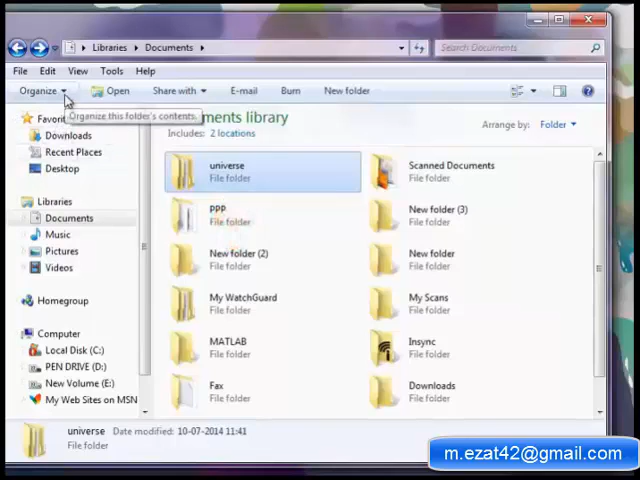 Libraries Documents
Search Documents
File Edit View Tools Help
Organize Open Share with E-mail Burn New folder
Organize this folder's contents.
Documents library
Includes: 2 locations
Arrange by: Folder
Downloads
Recent Places
Desktop
Libraries
Documents
Music
Pictures
Videos
Homegroup
Computer
Local Disk (C:)
PEN DRIVE (D:)
New Volume (E:)
My Web Sites on MSN
universe
File folder
Scanned Documents
File folder
PPP
File folder
New folder (3)
File folder
New folder (2)
File folder
New folder
File folder
My WatchGuard
File folder
My Scans
File folder
MATLAB
File folder
Insync
File folder
Fax
File folder
Downloads
File folder
universe Date modified: 10-07-2014 11:41
File folder
m.ezat42@gmail.com